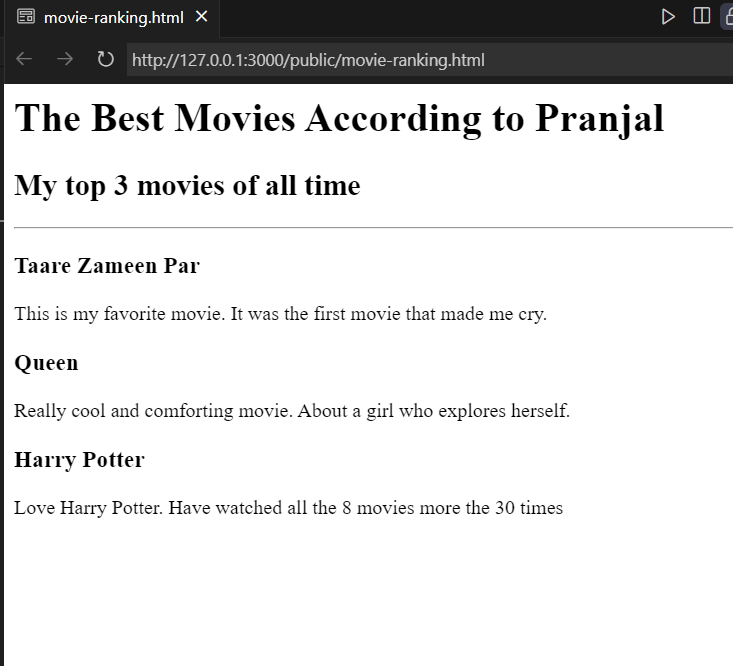 movie-ranking.html
http://127.0.0.1:3000/public/movie-ranking.html
The Best Movies According to Pranjal
My top 3 movies of all time
Taare Zameen Par
This is my favorite movie. It was the first movie that made me cry.
Queen
Really cool and comforting movie. About a girl who explores herself.
Harry Potter
Love Harry Potter. Have watched all the 8 movies more the 30 times